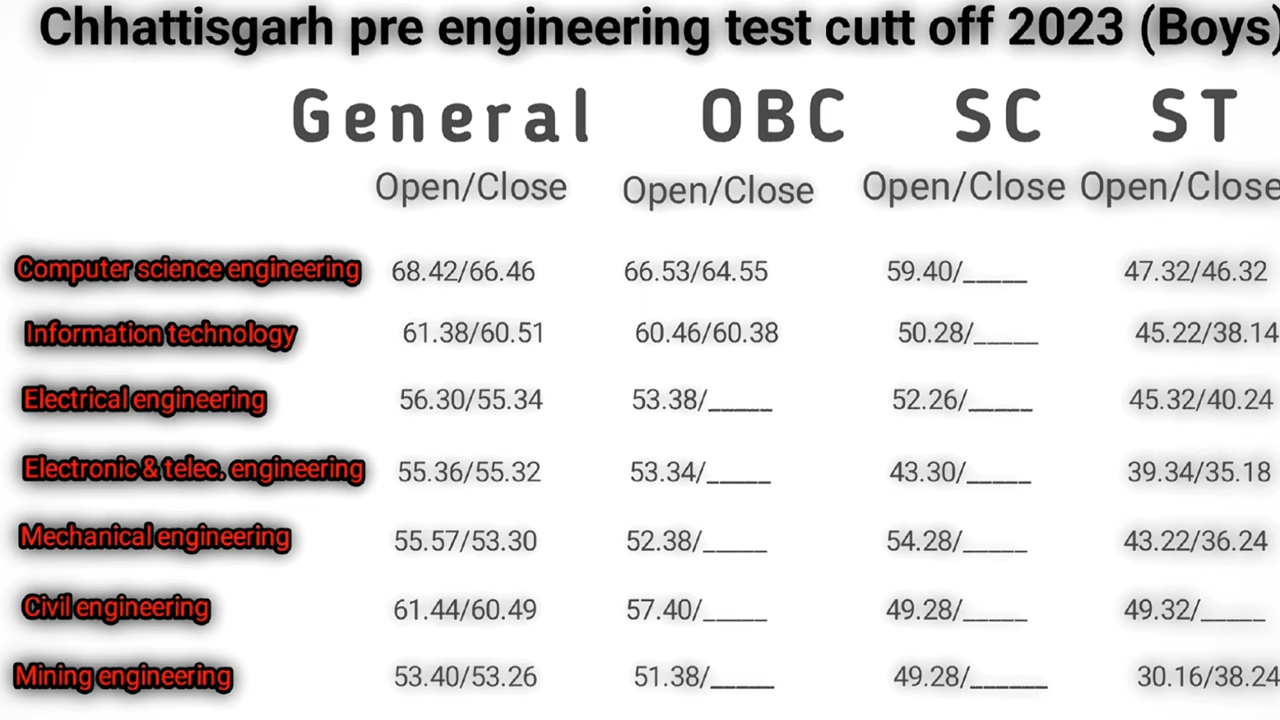 Chhattisgarh pre engineering test cutt off 2023 (Boys)
General OBC SC ST
Open/Close Open/Close Open/Close Open/Close
Computer science engineering 68.42/66.46 66.53/64.55 59.40/_____ 47.32/46.32
Information technology 61.38/60.51 60.46/60.38 50.28/_____ 45.22/38.14
Electrical engineering 56.30/55.34 53.38/_____ 52.26/_____ 45.32/40.24
Electronic & telec. engineering 55.36/55.32 53.34/_____ 43.30/_____ 39.34/35.18
Mechanical engineering 55.57/53.30 52.38/_____ 54.28/_____ 43.22/36.24
Civil engineering 61.44/60.49 57.40/_____ 49.28/_____ 49.32/_____
Mining engineering 53.40/53.26 51.38/_____ 49.28/______ 30.16/38.24